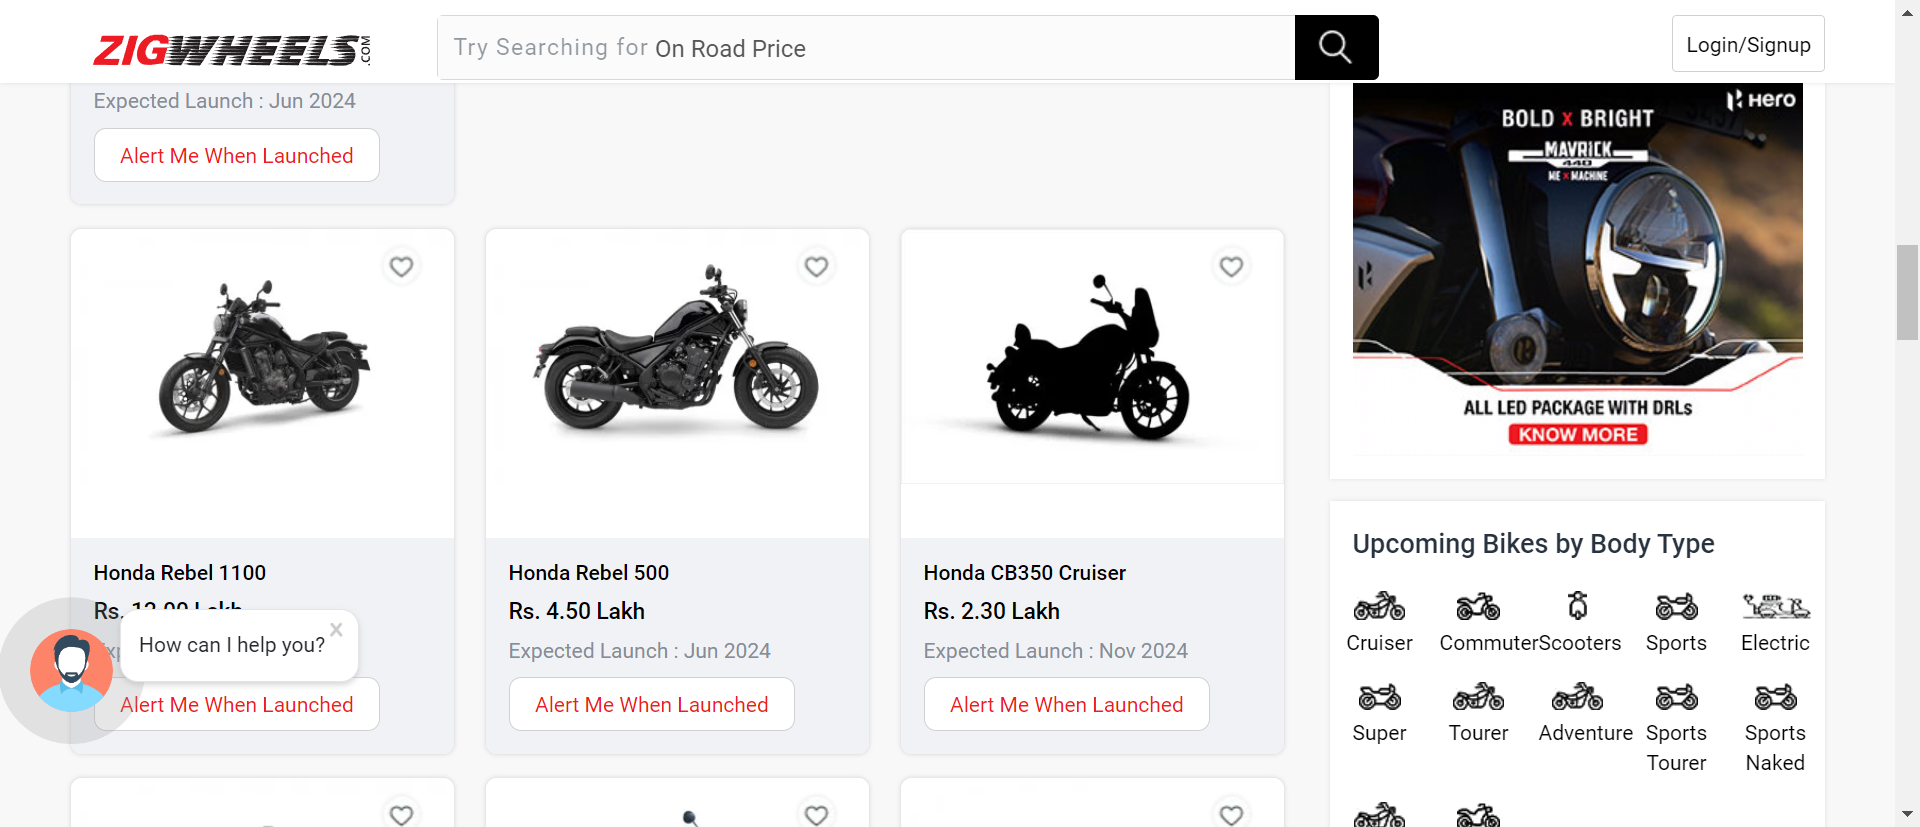 ZIGWHEELS.COM
Try Searching for On Road Price
Login/Signup
Expected Launch : Jun 2024
Alert Me When Launched
Honda Rebel 1100
Rs. 12.00 Lakh
How can I help you?
x
Alert Me When Launched
Honda Rebel 500
Rs. 4.50 Lakh
Expected Launch : Jun 2024
Alert Me When Launched
Honda CB350 Cruiser
Rs. 2.30 Lakh
Expected Launch : Nov 2024
Alert Me When Launched
Hero
BOLD x BRIGHT
MAVRICK
440
ME x MACHINE
ALL LED PACKAGE WITH DRLs
KNOW MORE
Upcoming Bikes by Body Type
Cruiser
Commuter
Scooters
Sports
Electric
Super
Tourer
Adventure
Sports Tourer
Sports Naked